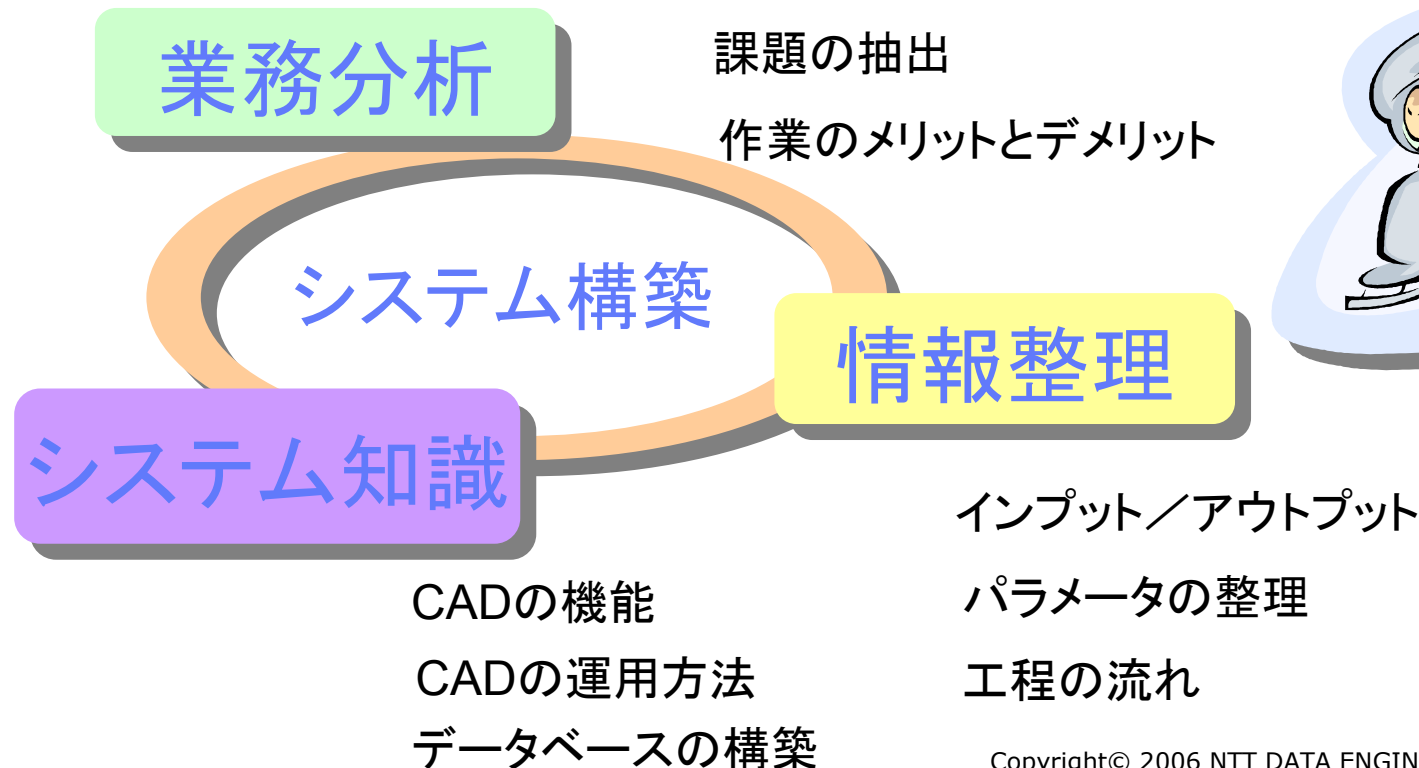 業務分析
課題の抽出
作業のメリットとデメリット
システム構築
情報整理
システム知識
インプット／アウトプット
パラメータの整理
工程の流れ
CADの機能
CADの運用方法
データベースの構築
Copyright© 2006 NTT DATA ENGIN